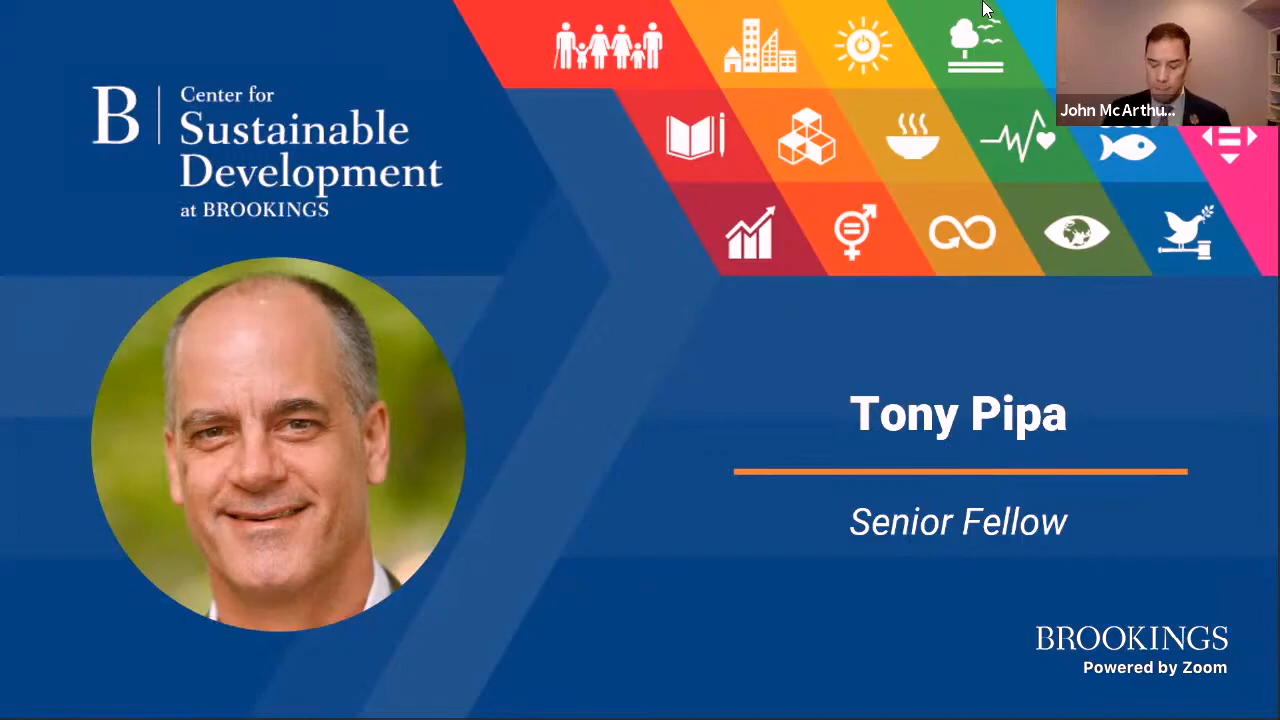 B
Center for
Sustainable
Development
at BROOKINGS
John McArthu...
Tony Pipa
Senior Fellow
BROOKINGS
Powered by Zoom